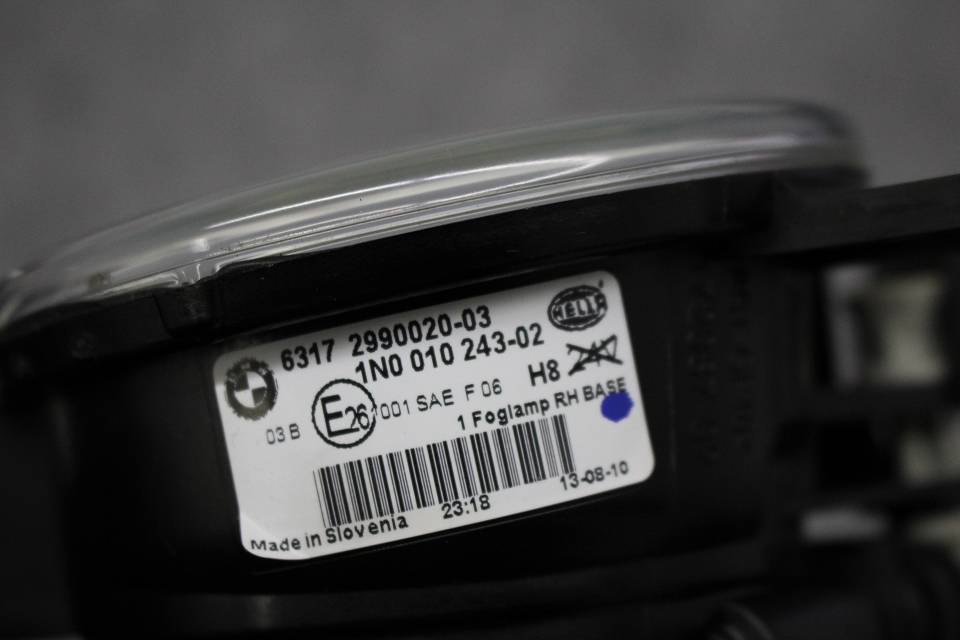 6317 2990020-03
1N0 010 243-02
HELLA
H8
03 B E26 001 SAE F 06
1 Foglamp RH BASE
23:18 13-08-10
Made in Slovenia